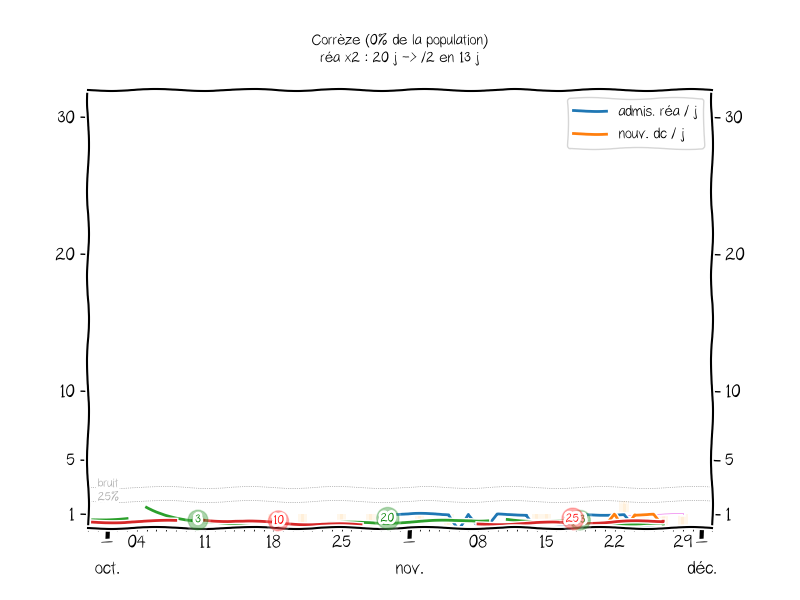 Corrèze (0% de la population)
réa x2 : 20 j -> /2 en 13 j
admis. réa / j
nouv. dc / j
30
30
20
20
10
10
5
5
bruit
25%
1
1
3
10
20
25
04
11
18
25
08
15
22
29
oct.
nov.
déc.